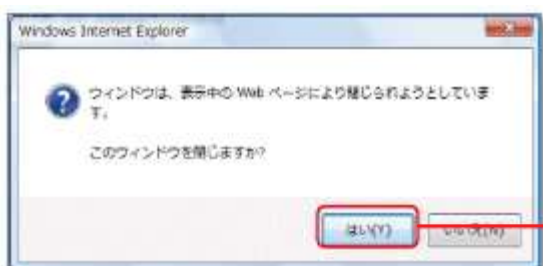 Windows Internet Explorer
ウィンドウは、表示中の Web ページにより閉じられようとしていま
す。
このウィンドウを閉じますか?
はい(Y)
いいえ(N)